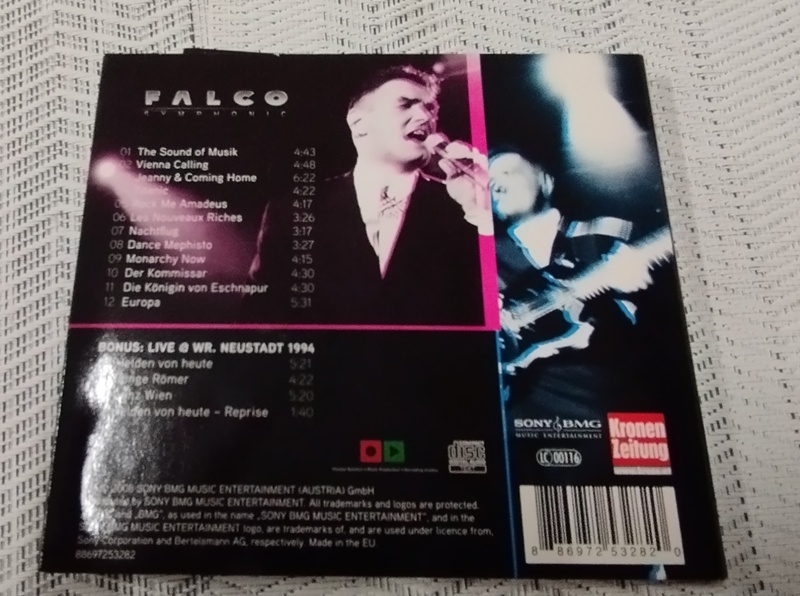 FALCO
SYMPHONIC
01 The Sound of Musik 4:43
02 Vienna Calling 4:48
Jeanny & Coming Home 6:22
4:22
Me Amadeus 4:17
06 Les Nouveaux Riches 3:26
07 Nachtflug 3:17
08 Dance Mephisto 3:27
09 Monarchy Now 4:15
10 Der Kommissar 4:30
11 Die Königin von Eschnapur 4:30
12 Europa 5:31
BONUS: LIVE @ WR. NEUSTADT 1994
von heute 5:21
Römer 4:22
Wien 5:20
von heute - Reprise 1:40
SONY BMG
MUSIC ENTERTAINMENT
Kronen
Zeitung
LC 00116
disc
TEXT
2008 SONY BMG MUSIC ENTERTAINMENT (AUSTRIA) GmbH
by SONY BMG MUSIC ENTERTAINMENT. All trademarks and logos are protected.
and „BMG", as used in the name „SONY BMG MUSIC ENTERTAINMENT", and in the
BMG MUSIC ENTERTAINMENT logo, are trademarks of, and are used under licence from,
Sony Corporation and Bertelsmann AG, respectively. Made in the EU.
88697253282
8 86972 53282 0